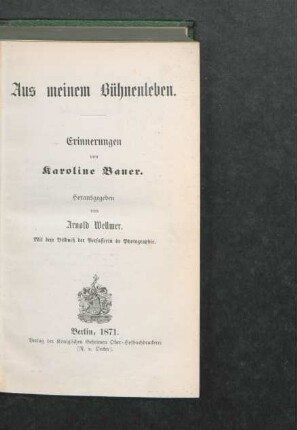 Aus meinem Bühnenleben.
Erinnerungen
von
Karoline Bauer.
Herausgegeben
von
Arnold Wellmer.
Mit dem Bildniß der Verfasserin in Photographie.
Berlin, 1871.
Verlag der Königlichen Geheimen Ober-Hofbuchdruckerei
(R. v. Decker).